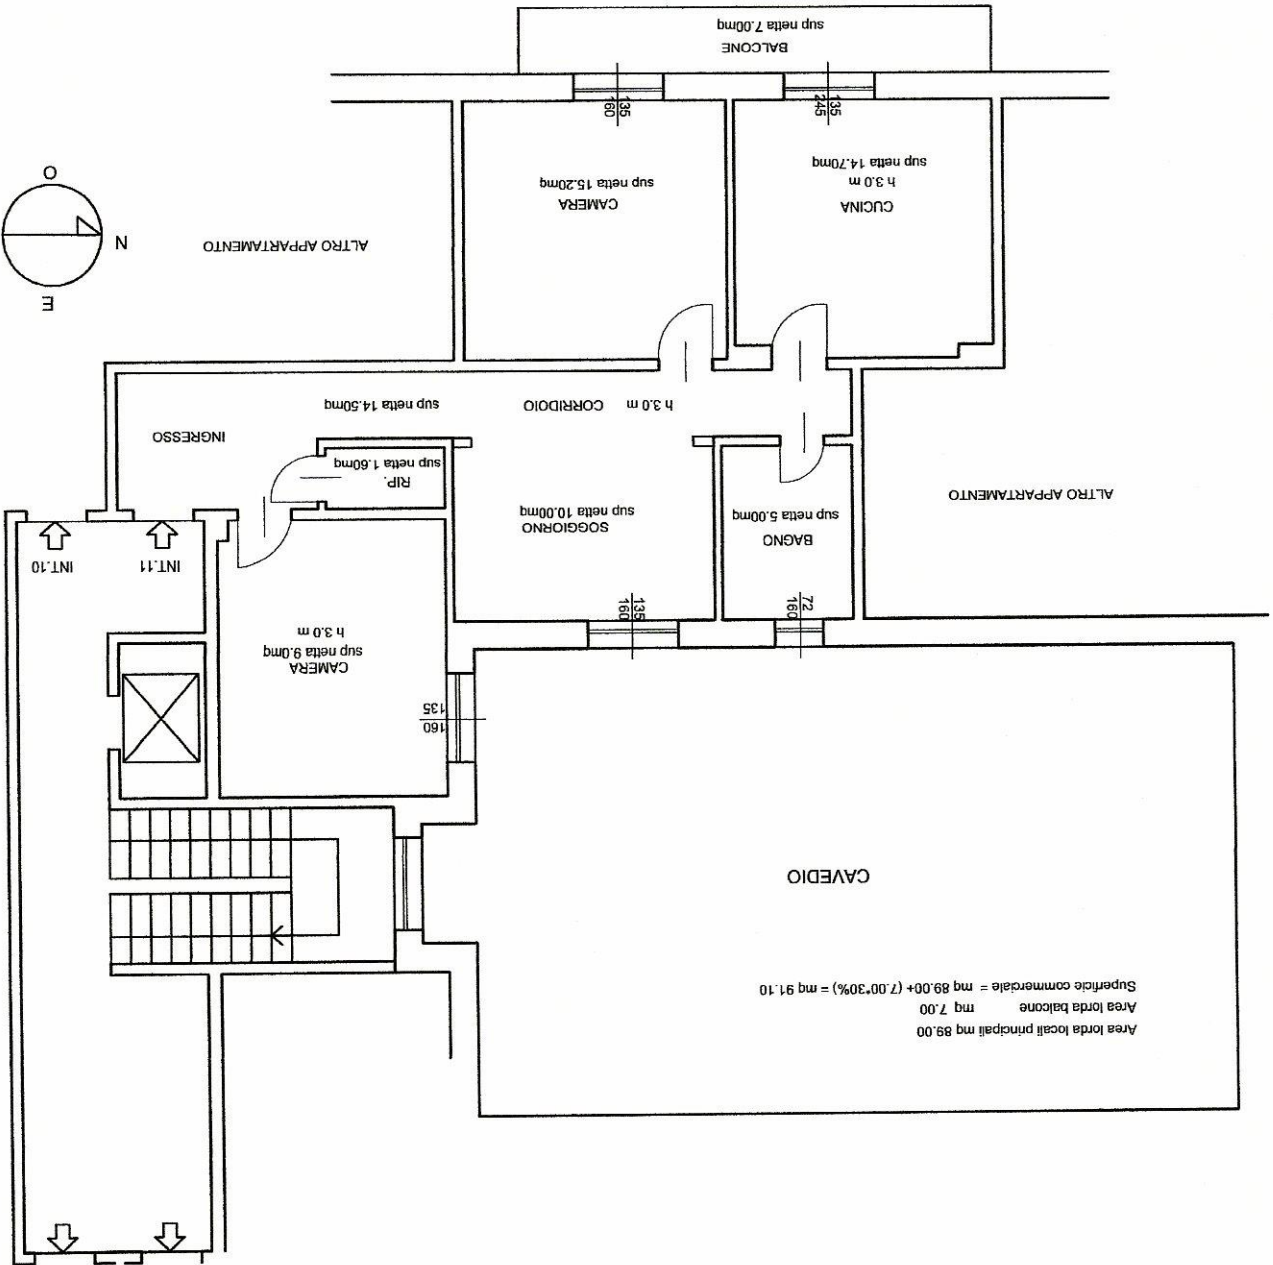 Area lorda locali principali mq 89.00
Area lorda balcone mq 7.00
Superficie commerciale = mq 89.00+ (7.00*30%) = mq 91.10
CAVEDIO
160
135
CAMERA
sup netta 9.0mq
h 3.0 m
72
160
135
160
INT.11
INT.10
BAGNO
sup netta 5.00mq
SOGGIORNO
sup netta 10.00mq
RIP.
sup netta 1.60mq
ALTRO APPARTAMENTO
INGRESSO
h 3.0 m CORRIDOIO sup netta 14.50mq
E
N
O
ALTRO APPARTAMENTO
CUCINA
h 3.0 m
sup netta 14.70mq
CAMERA
sup netta 15.20mq
135
245
135
160
BALCONE
sup netta 7.00mq